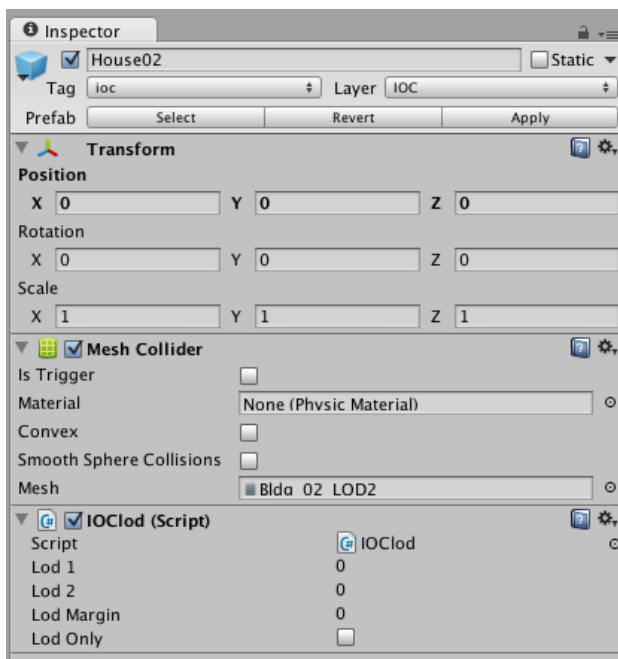 Inspector
House02 Static
Tag ioc Layer IOC
Prefab Select Revert Apply
Transform
Position
X 0 Y 0 Z 0
Rotation
X 0 Y 0 Z 0
Scale
X 1 Y 1 Z 1
Mesh Collider
Is Trigger
Material None (Physic Material)
Convex
Smooth Sphere Collisions
Mesh Bldg_02_LOD2
IOClod (Script)
Script IOClod
Lod 1 0
Lod 2 0
Lod Margin 0
Lod Only